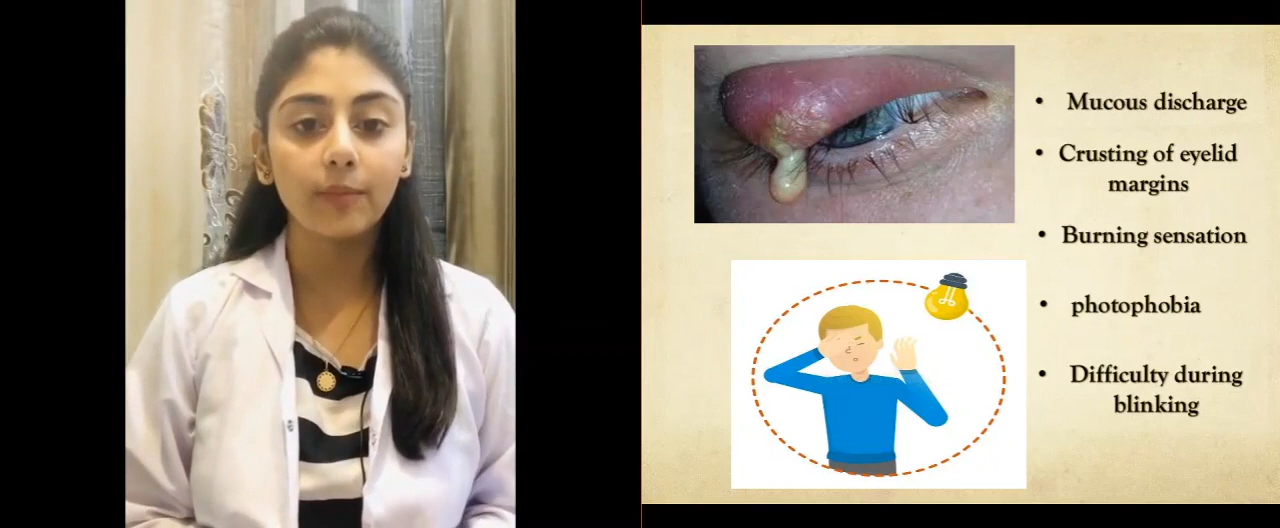 • Mucous discharge
• Crusting of eyelid
margins
• Burning sensation
• photophobia
• Difficulty during
blinking